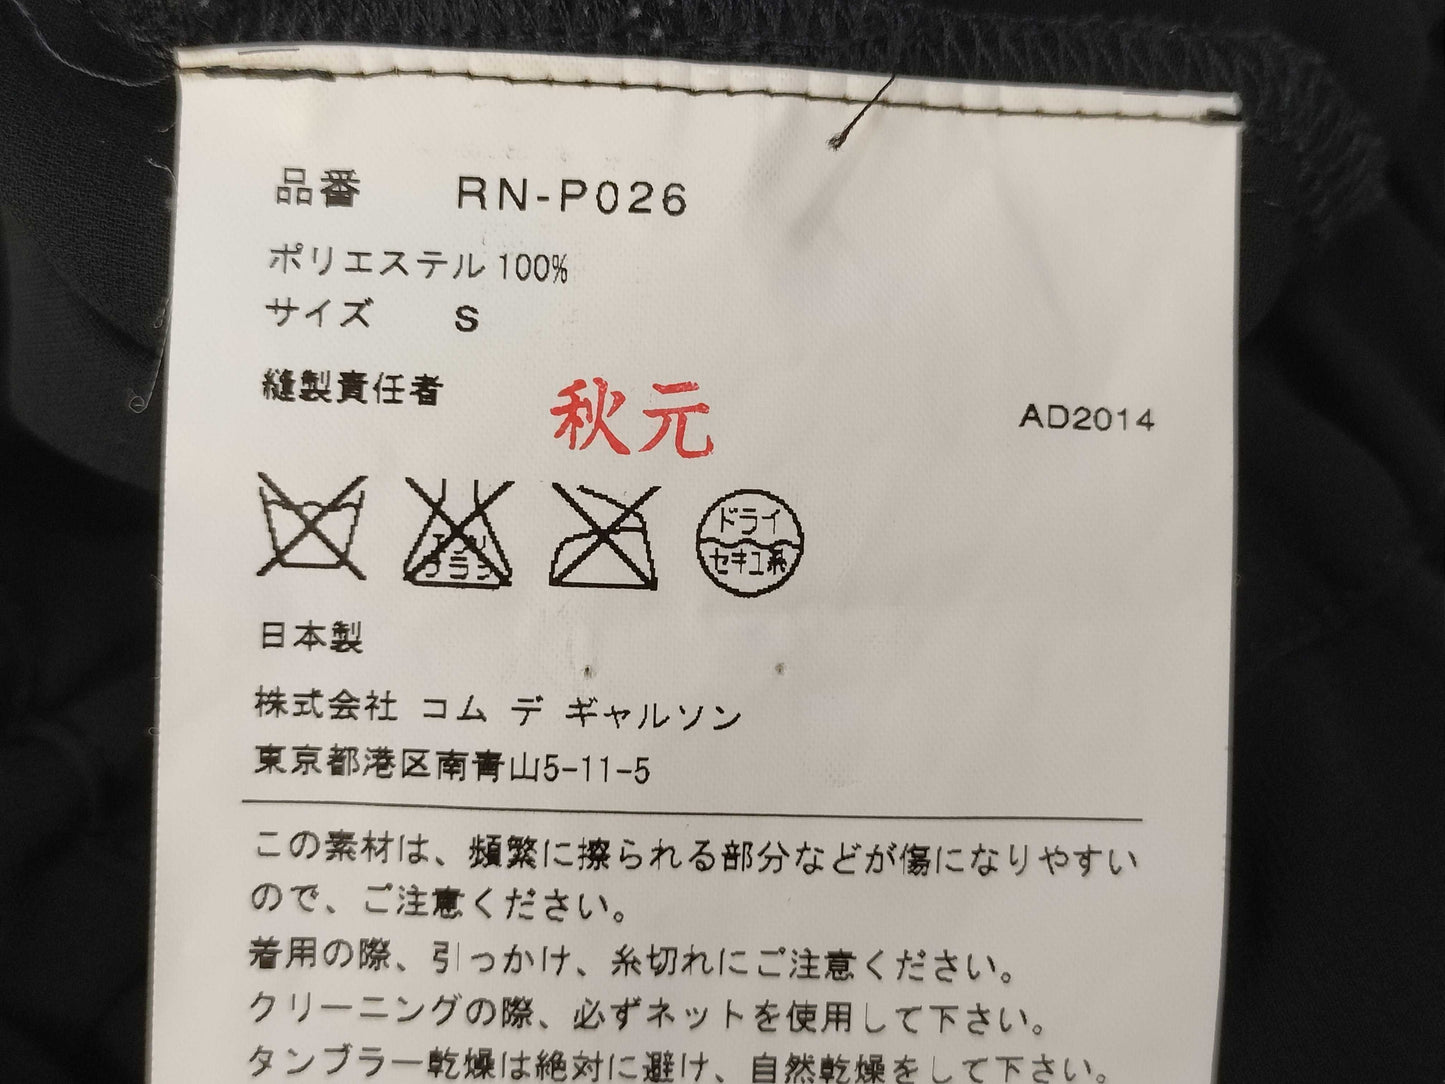 品番 RN-P026
ポリエステル 100%
サイズ S
縫製責任者 秋元 AD2014
エンソ
サラシ
ドライ
セキユ系
日本製
株式会社 コム デ ギャルソン
東京都港区南青山5-11-5
この素材は、頻繁に擦られる部分などが傷になりやすい
ので、ご注意ください。
着用の際、引っかけ、糸切れにご注意ください。
クリーニングの際、必ずネットを使用して下さい。
タンブラー乾燥は絶対に避け、自然乾燥をして下さい。